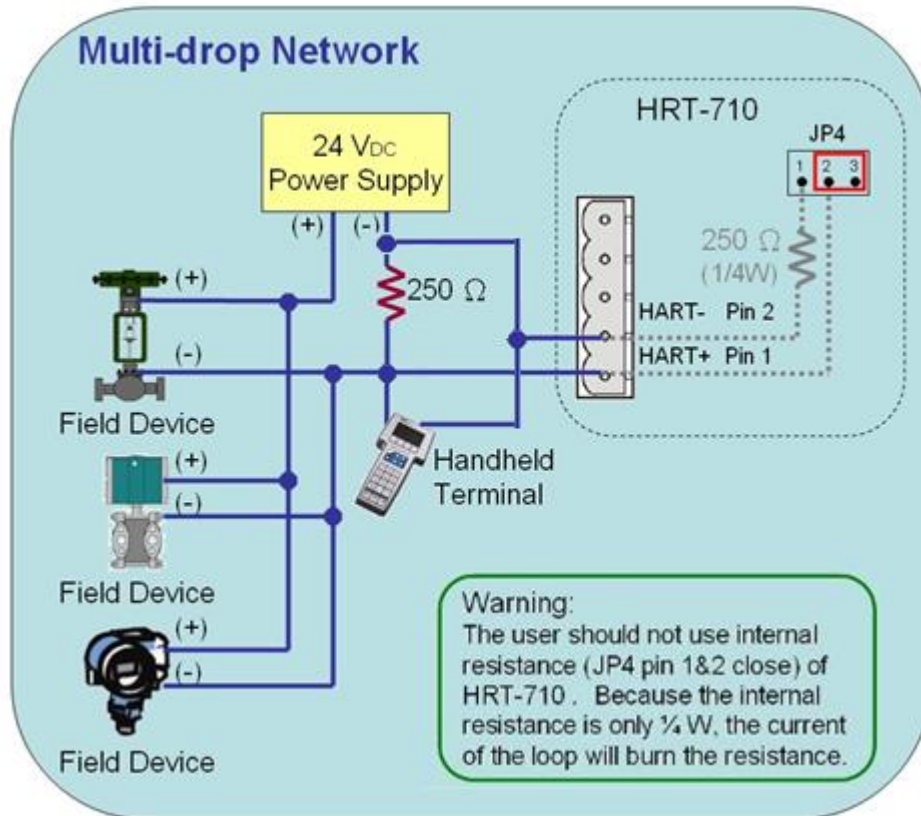 Multi-drop Network
HRT-710
JP4
1 2 3
24 VDC
Power Supply
(+) (-)
250 Ω
(1/4W)
250 Ω
(+)
HART- Pin 2
(-)
HART+ Pin 1
Field Device
(+)
Handheld
Terminal
(-)
Field Device
(+)
(-)
Field Device
Warning:
The user should not use internal
resistance (JP4 pin 1&2 close) of
HRT-710 . Because the internal
resistance is only ¼ W, the current
of the loop will burn the resistance.